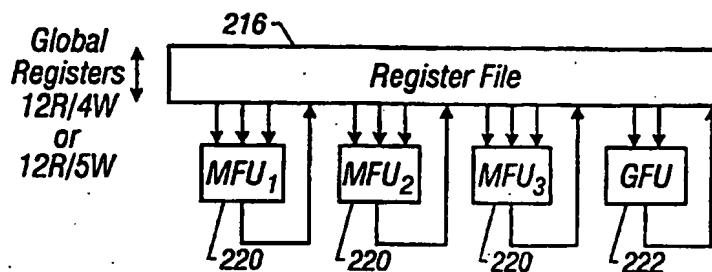 216
Global
Registers
12R/4W
or
12R/5W
Register File
MFU1
MFU2
MFU3
GFU
220
220
220
222